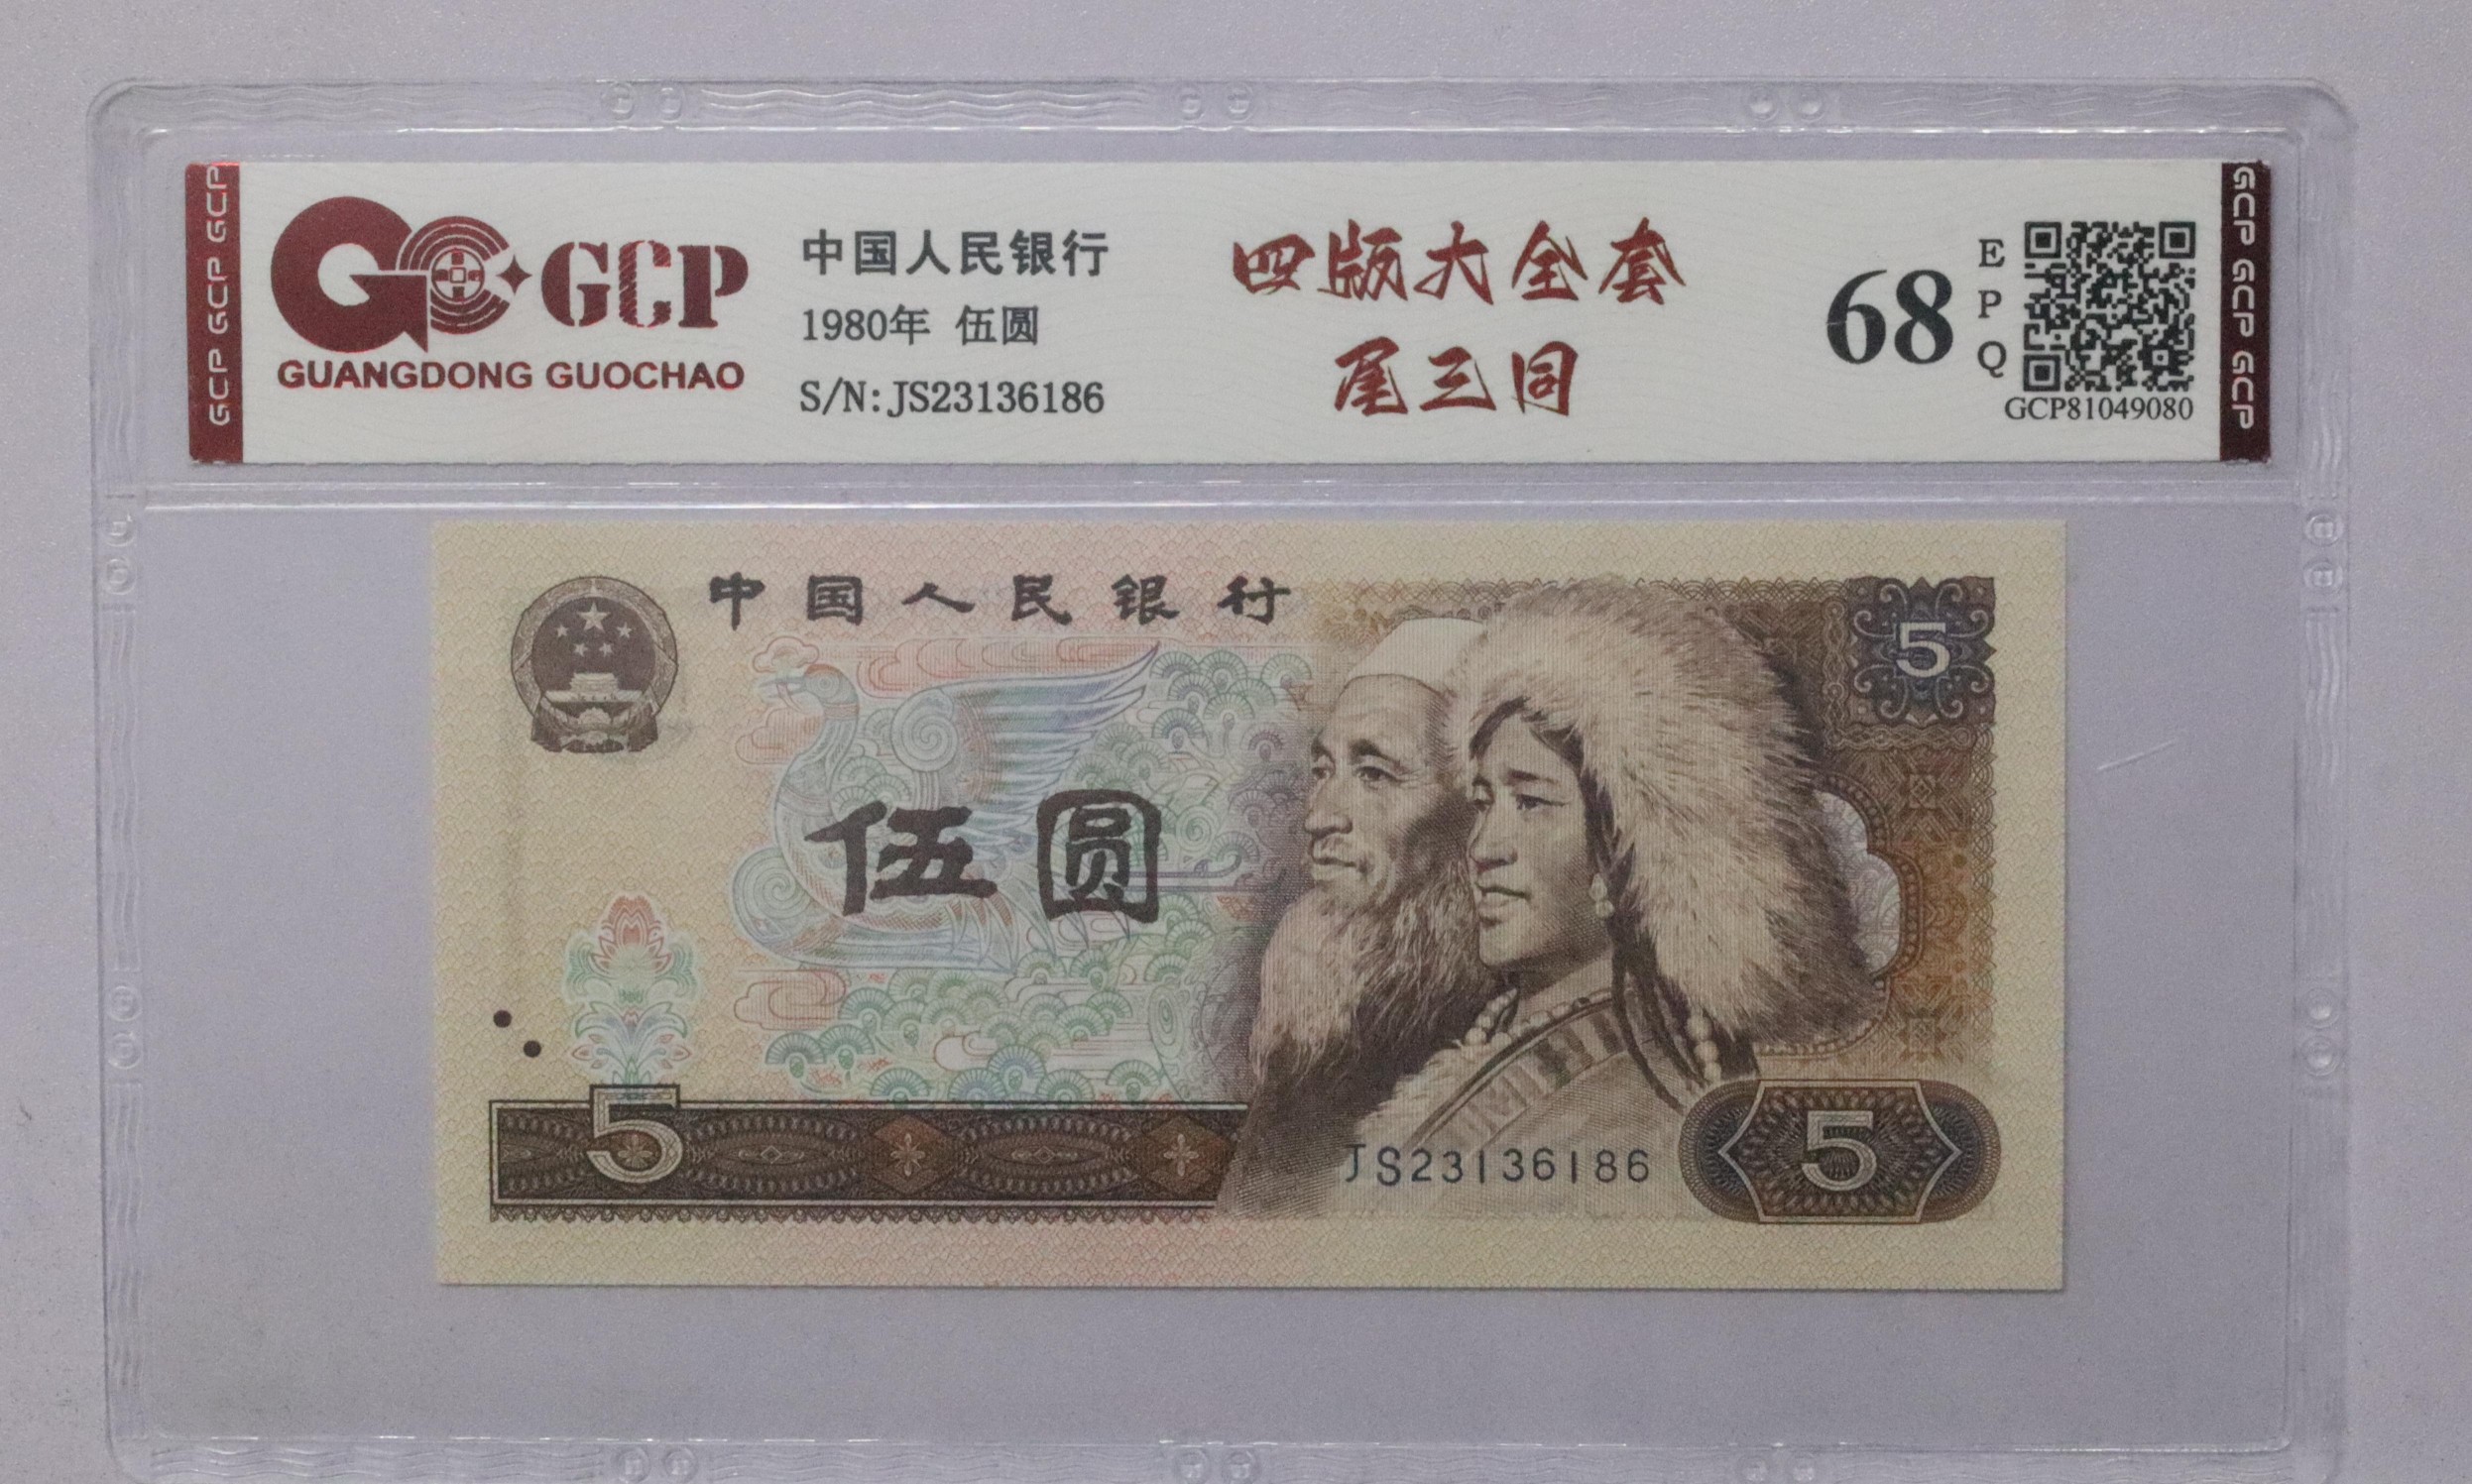 GCP GCP GCP
GCP
GUANGDONG GUOCHAO
中国人民银行
1980年 伍圆
S/N:JS23136186
四版大全套
尾三同
68
E
P
Q
GCP81049080
GCP GCP GCP
中国人民银行
5
伍圆
5
JS23136186
5